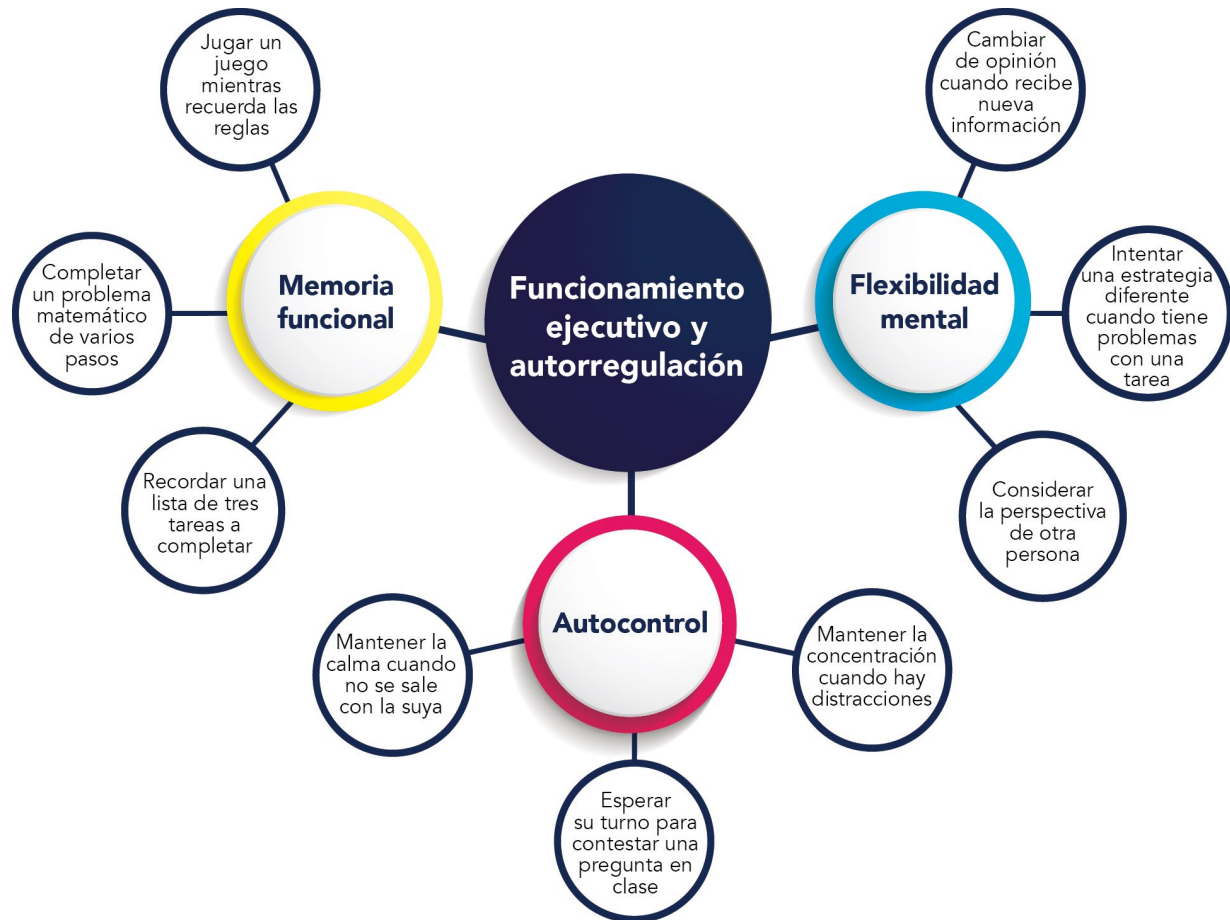 Funcionamiento
ejecutivo y
autorregulación
Memoria
funcional
Jugar un
juego
mientras
recuerda las
reglas
Completar
un problema
matemático
de varios
pasos
Recordar una
lista de tres
tareas a
completar
Flexibilidad
mental
Cambiar
de opinión
cuando recibe
nueva
información
Intentar
una estrategia
diferente
cuando tiene
problemas
con una
tarea
Considerar
la perspectiva
de otra
persona
Autocontrol
Mantener la
calma cuando
no se sale
con la suya
Esperar
su turno para
contestar una
pregunta en
clase
Mantener la
concentración
cuando hay
distracciones